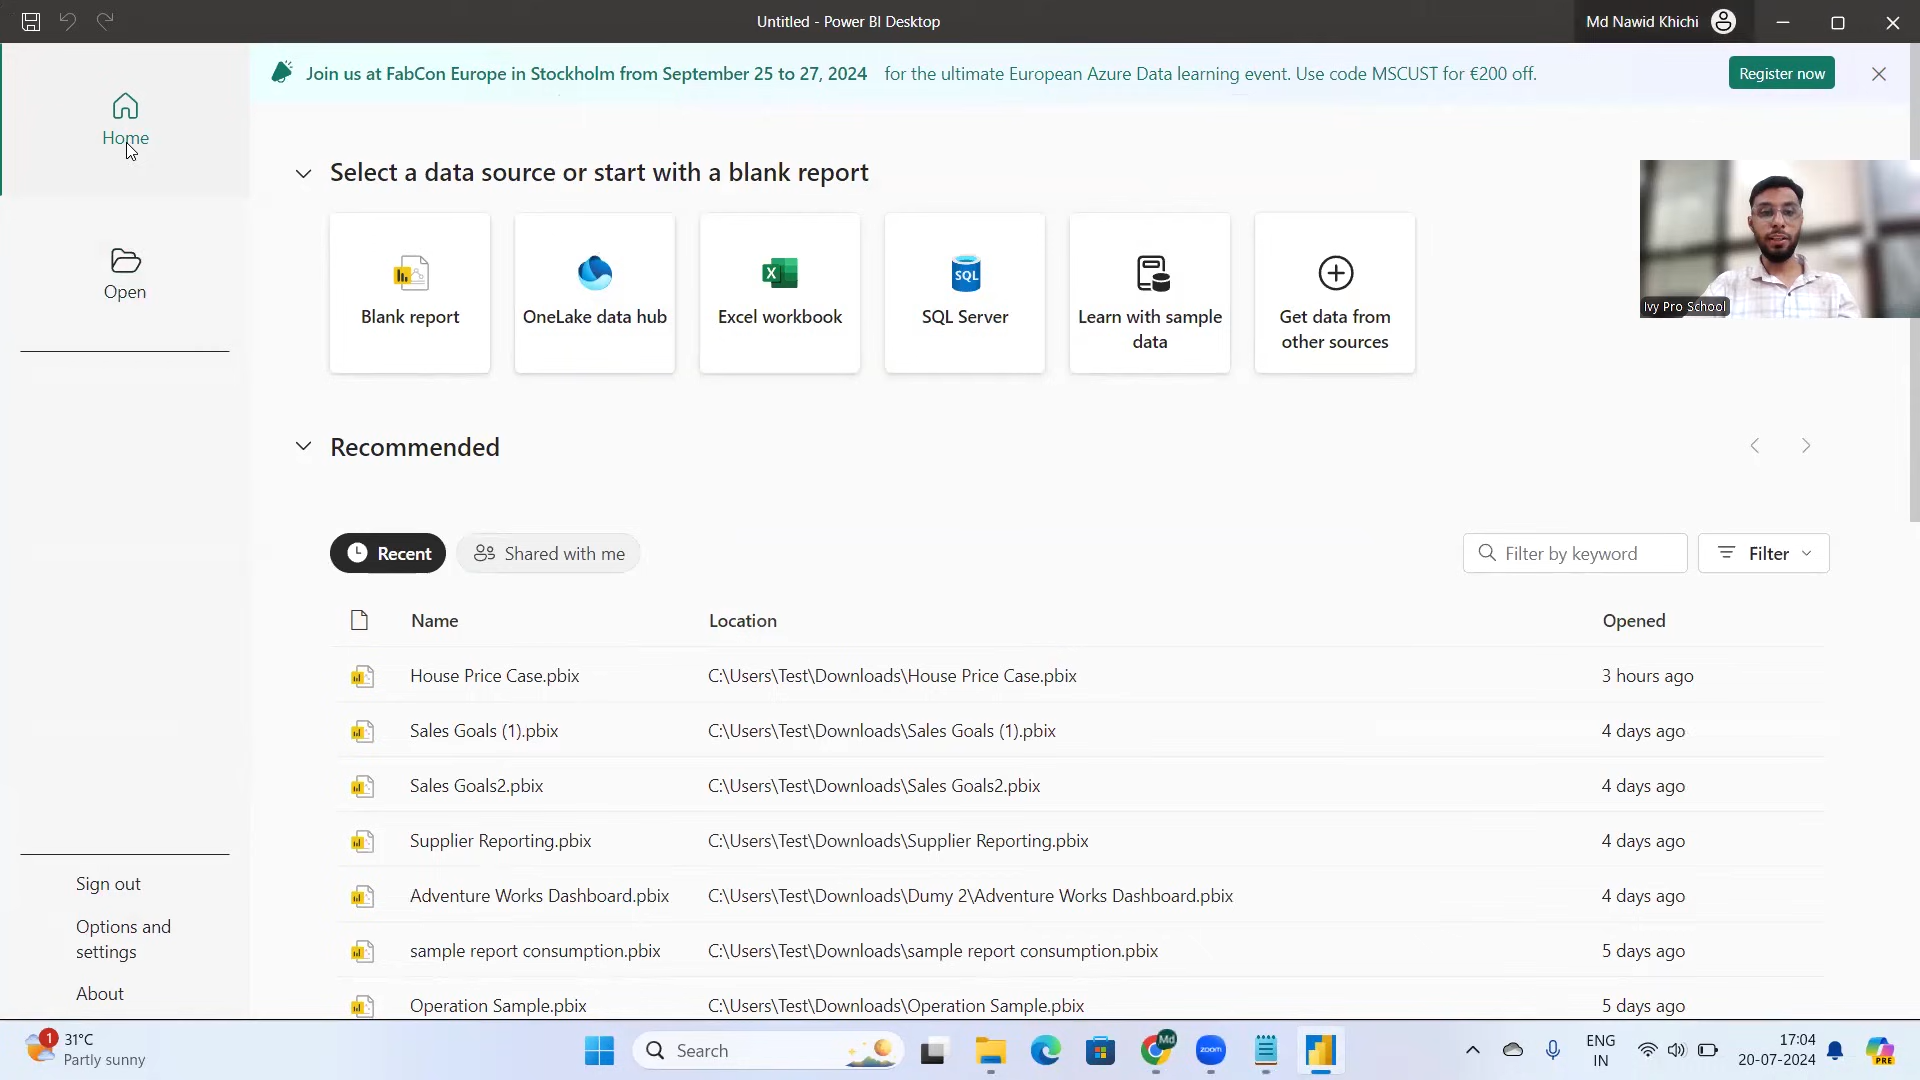 Untitled - Power BI Desktop
Md Nawid Khichi
Join us at FabCon Europe in Stockholm from September 25 to 27, 2024 for the ultimate European Azure Data learning event. Use code MSCUST for €200 off.
Register now
Home
Open
Select a data source or start with a blank report
Blank report
OneLake data hub
Excel workbook
SQL
SQL Server
Learn with sample
data
Get data from
other sources
Ivy Pro School
Recommended
Recent
Shared with me
Filter by keyword
Filter
Name Location Opened
House Price Case.pbix C:\Users\Test\Downloads\House Price Case.pbix 3 hours ago
Sales Goals (1).pbix C:\Users\Test\Downloads\Sales Goals (1).pbix 4 days ago
Sales Goals2.pbix C:\Users\Test\Downloads\Sales Goals2.pbix 4 days ago
Supplier Reporting.pbix C:\Users\Test\Downloads\Supplier Reporting.pbix 4 days ago
Adventure Works Dashboard.pbix C:\Users\Test\Downloads\Dumy 2\Adventure Works Dashboard.pbix 4 days ago
sample report consumption.pbix C:\Users\Test\Downloads\sample report consumption.pbix 5 days ago
Operation Sample.pbix C:\Users\Test\Downloads\Operation Sample.pbix 5 days ago
Sign out
Options and
settings
About
1
31°C
Partly sunny
Search
Md
zoom
ENG
IN
17:04
20-07-2024
PRE